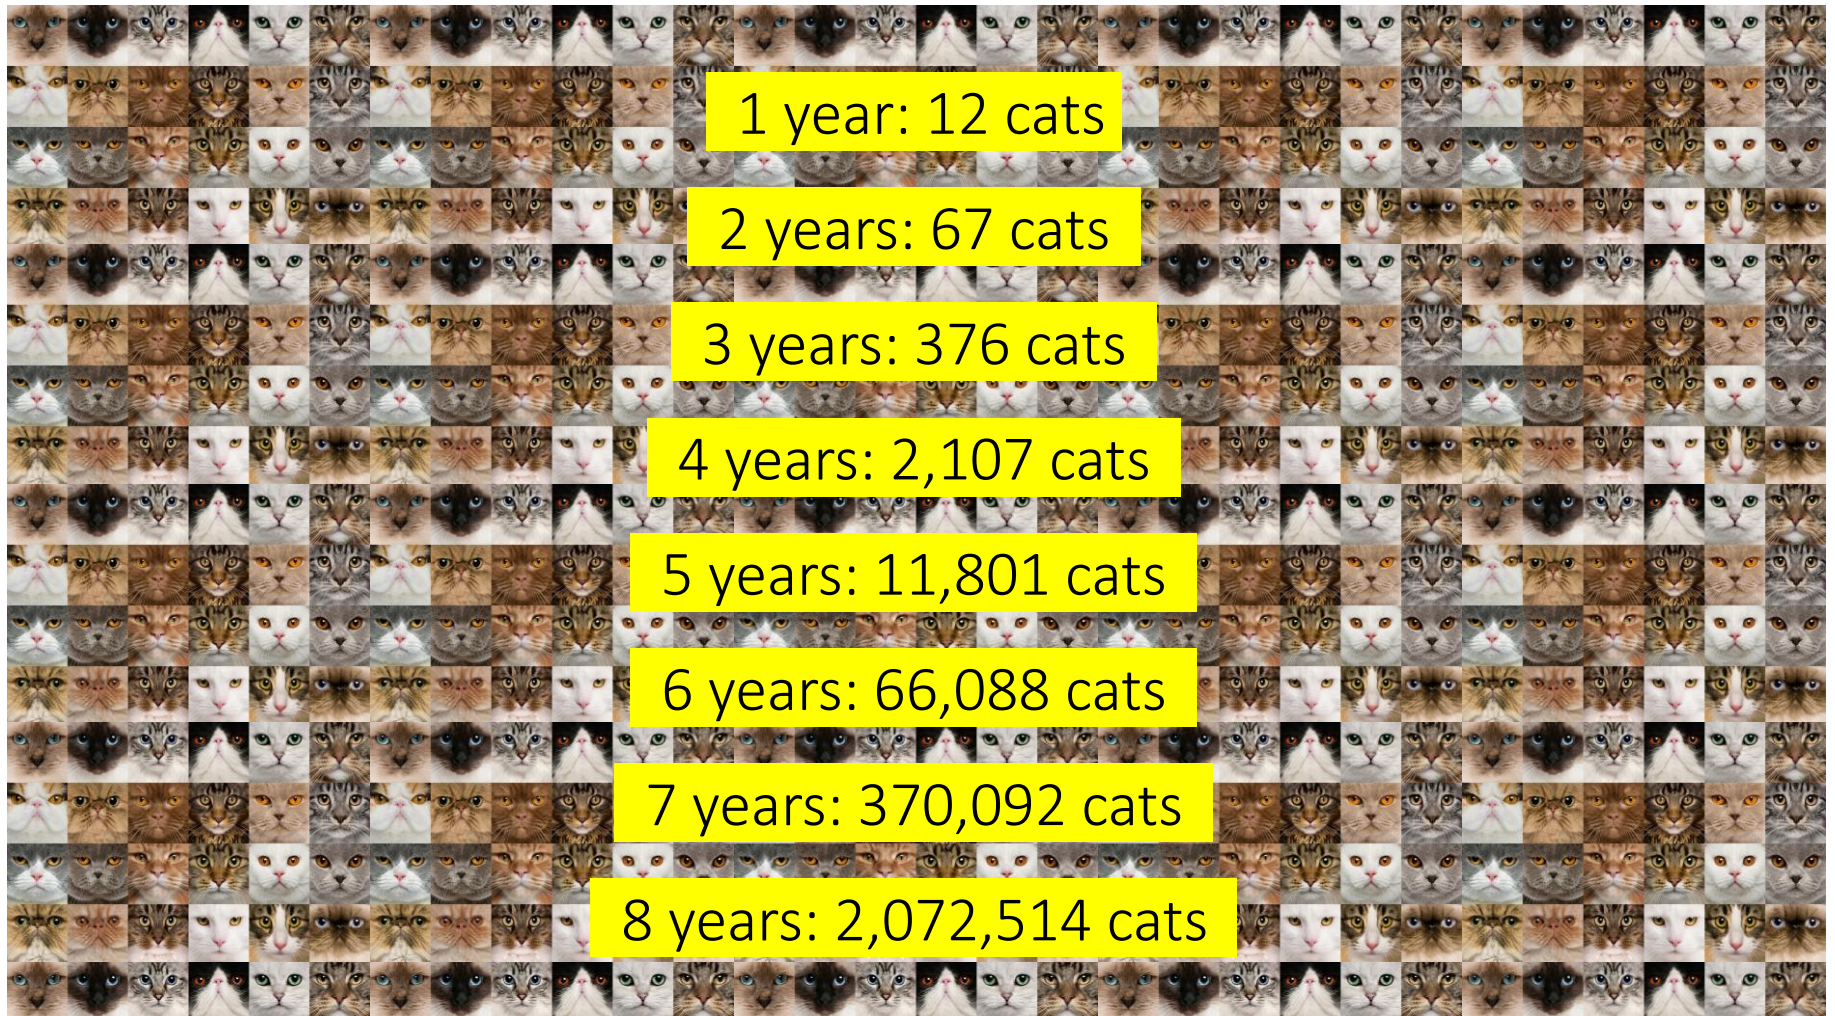 1 year: 12 cats
2 years: 67 cats
3 years: 376 cats
4 years: 2,107 cats
5 years: 11,801 cats
6 years: 66,088 cats
7 years: 370,092 cats
8 years: 2,072,514 cats